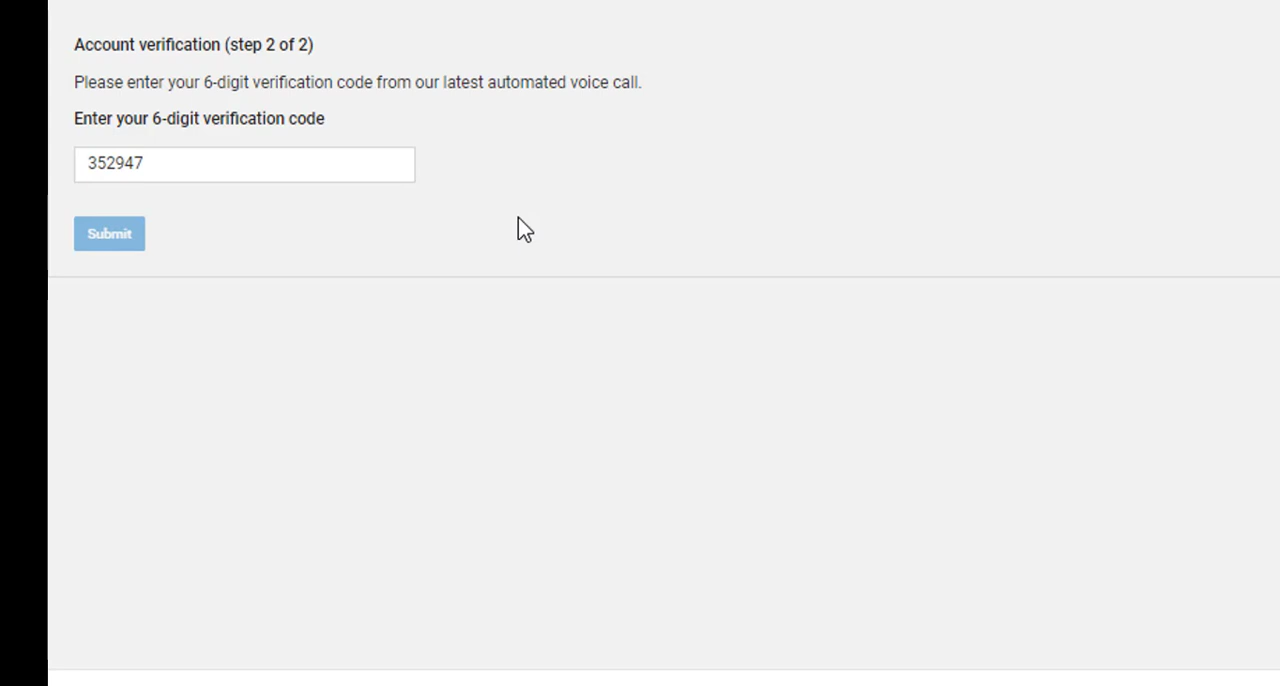 Account verification (step 2 of 2)
Please enter your 6-digit verification code from our latest automated voice call.
Enter your 6-digit verification code
352947
Submit